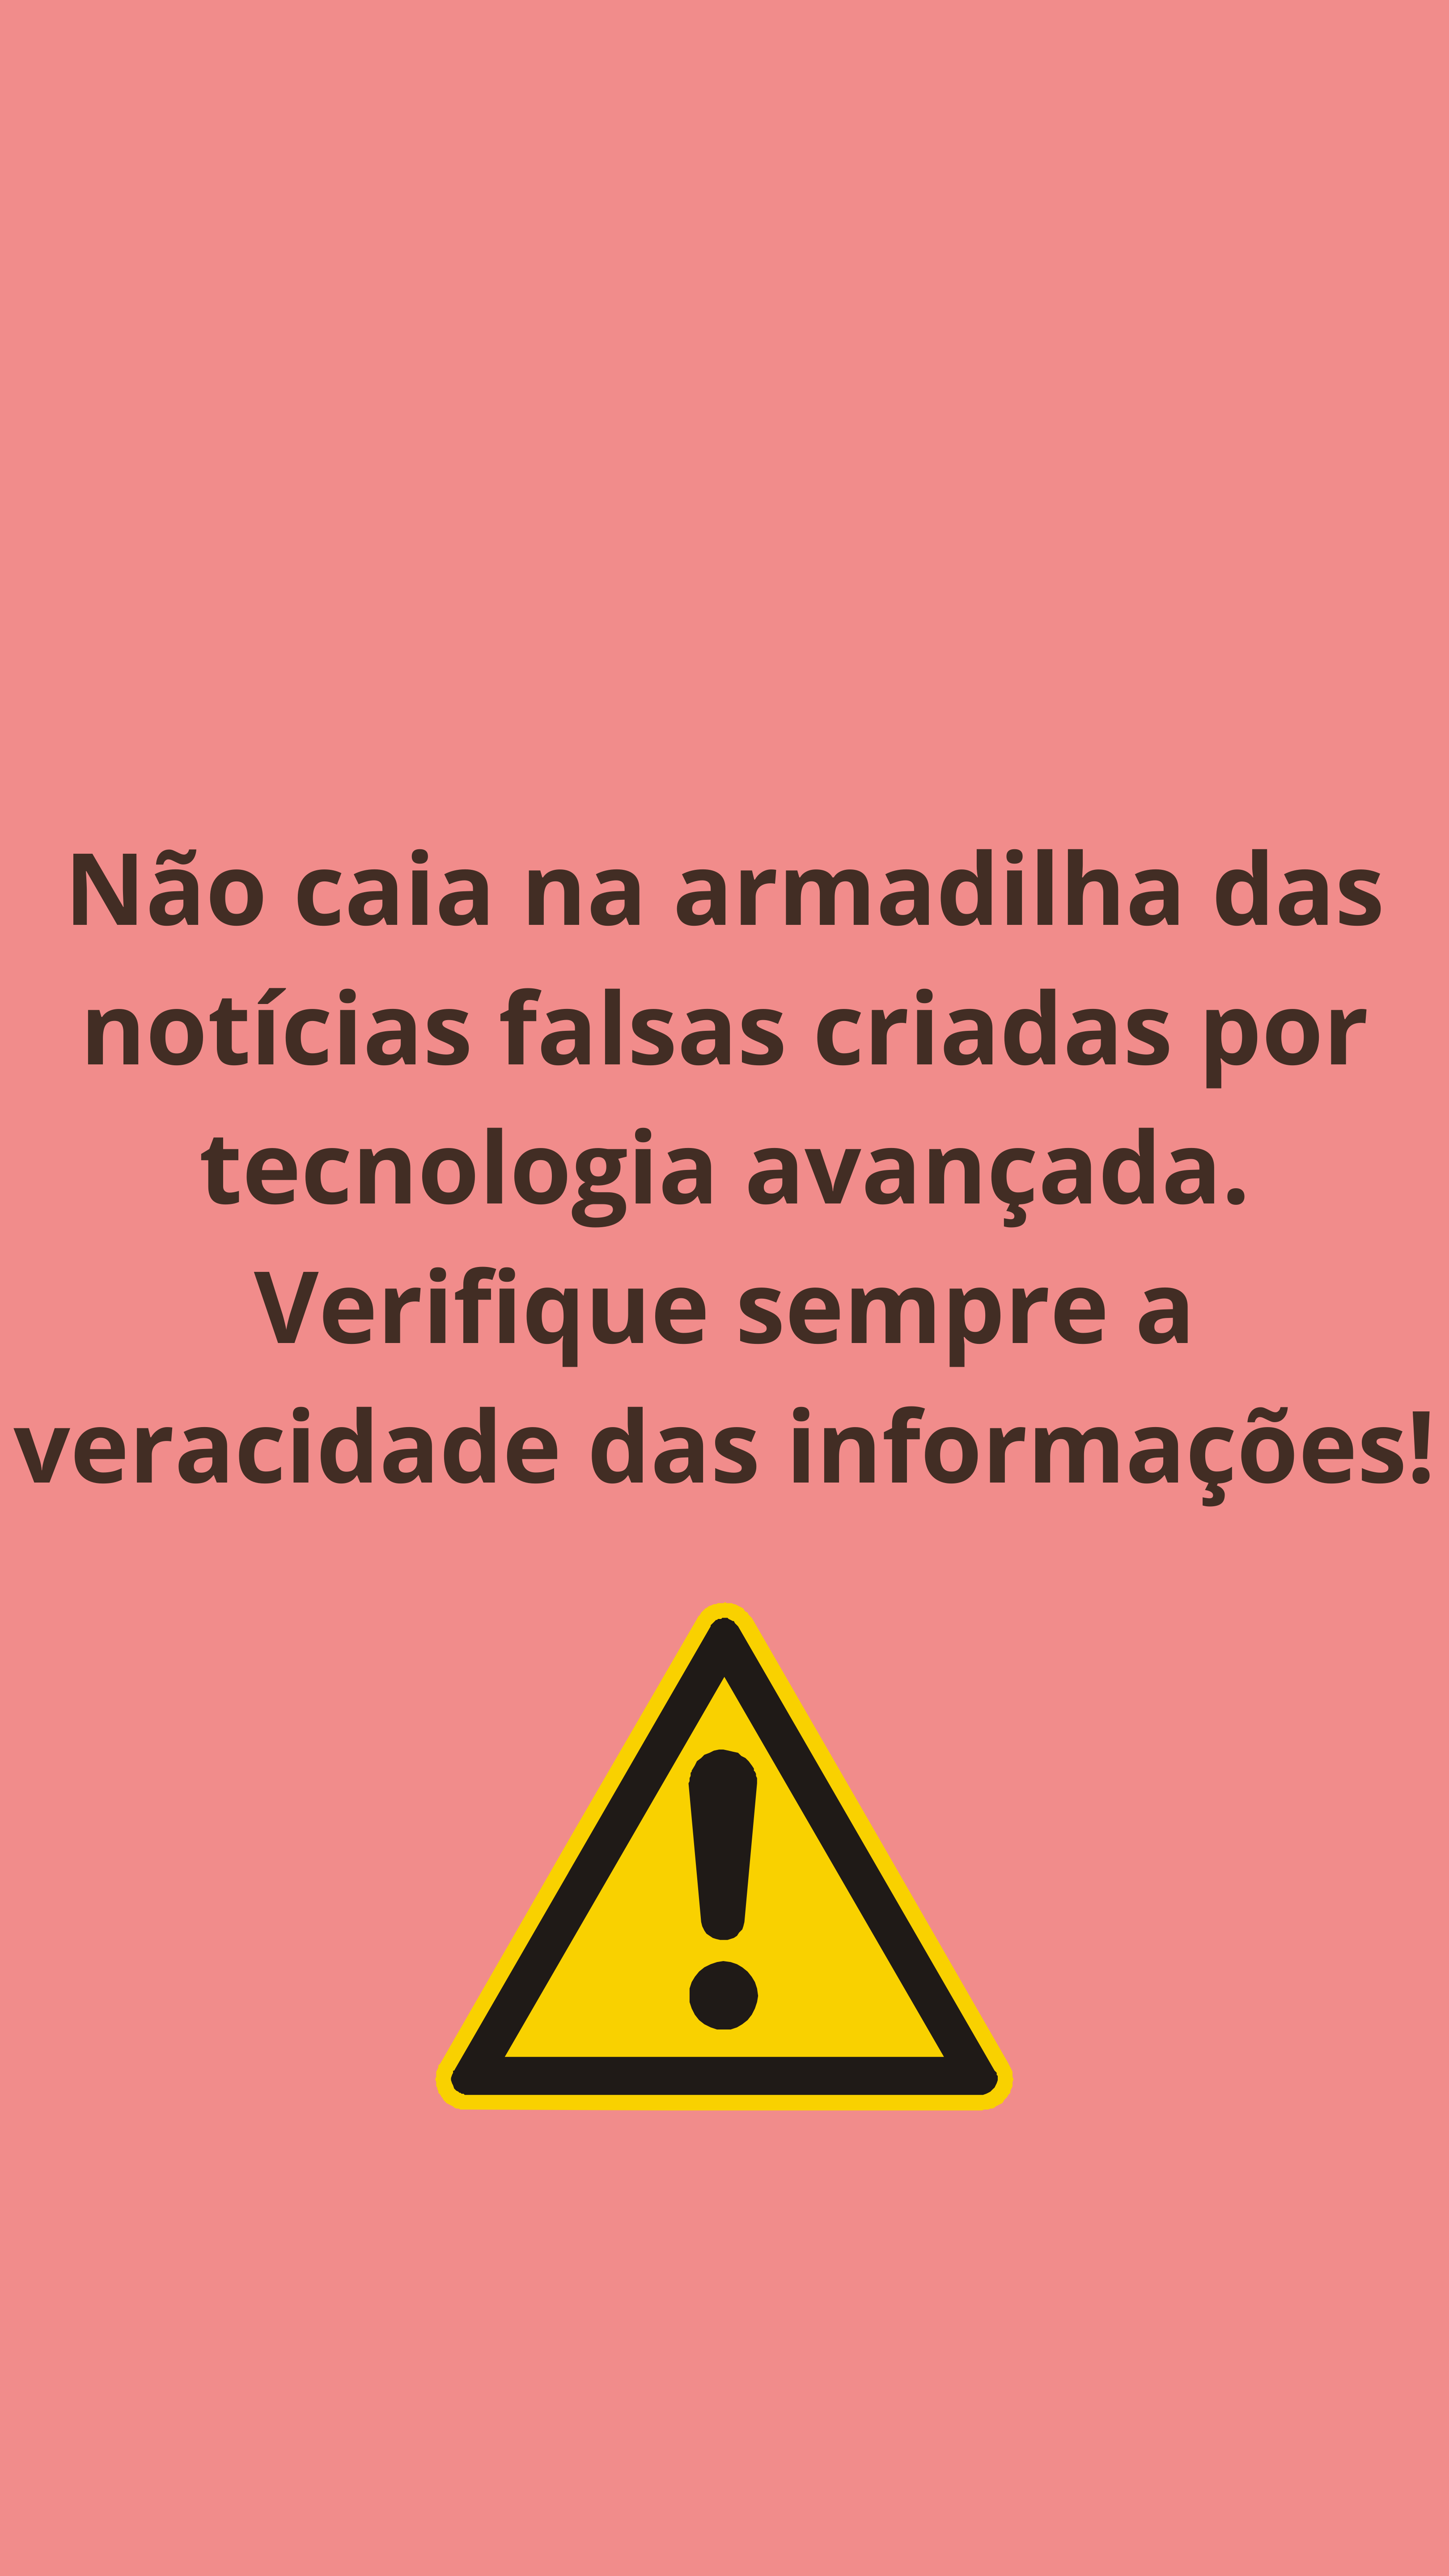 Não caia na armadilha das
notícias falsas criadas por
tecnologia avançada.
Verifique sempre a
veracidade das informações!